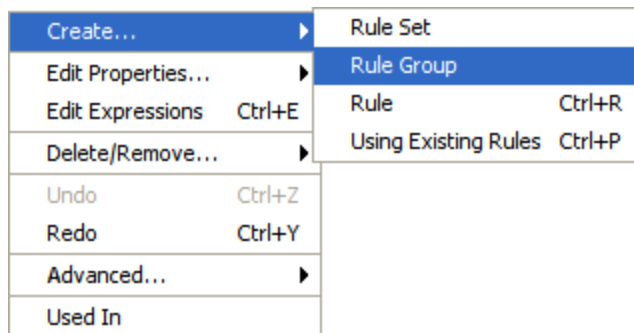 Create...
Edit Properties...
Edit Expressions Ctrl+E
Delete/Remove...
Undo Ctrl+Z
Redo Ctrl+Y
Advanced...
Used In
Rule Set
Rule Group
Rule Ctrl+R
Using Existing Rules Ctrl+P